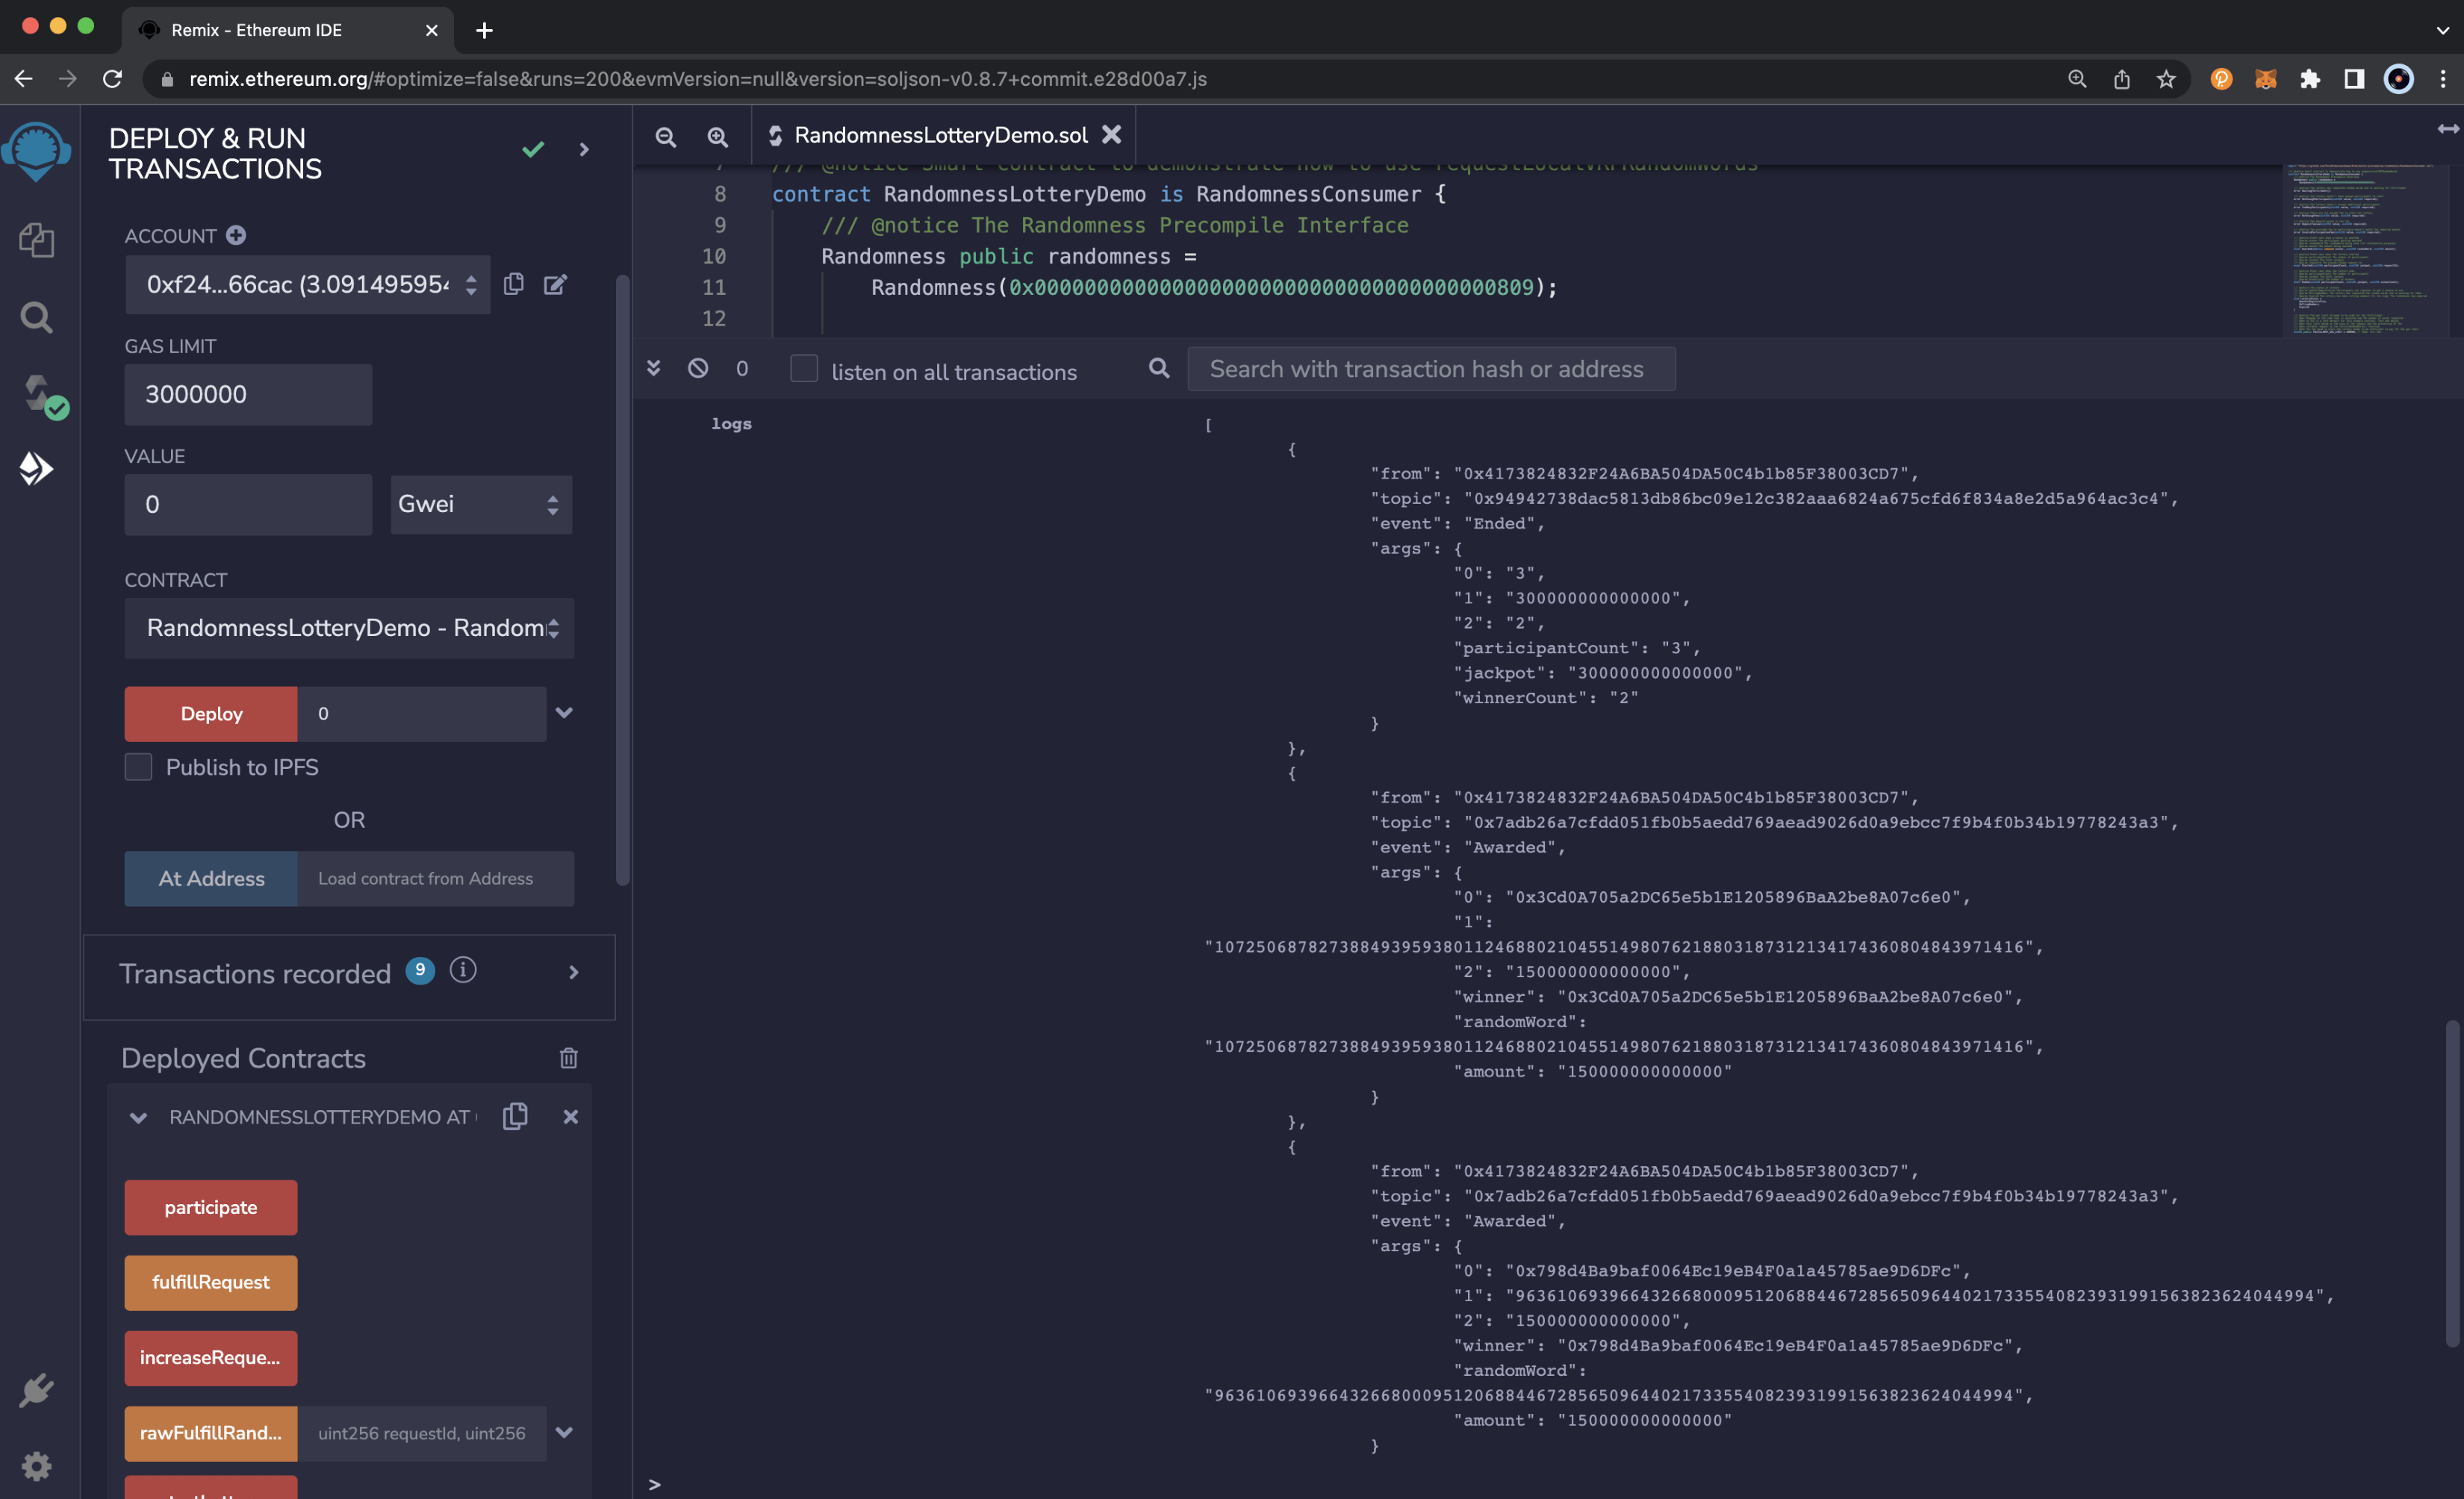 Remix - Ethereum IDE
remix.ethereum.org/#optimize=false&runs=200&evmVersion=null&version=soljson-v0.8.7+commit.e28d00a7.js
DEPLOY & RUN
TRANSACTIONS
ACCOUNT
0xf24...66cac (3.091495954
GAS LIMIT
3000000
VALUE
0
Gwei
CONTRACT
RandomnessLotteryDemo - Random
Deploy
0
Publish to IPFS
OR
At Address
Load contract from Address
Transactions recorded 9 i
Deployed Contracts
RANDOMNESSLOTTERYDEMO AT
participate
fulfillRequest
increaseReque...
rawFulfillRand...
uint256 requestId, uint256
RandomnessLotteryDemo.sol
7 /// @notice Smart contract to demonstrate how to use requestLocalVRFRandomWords
8 contract RandomnessLotteryDemo is RandomnessConsumer {
9 /// @notice The Randomness Precompile Interface
10 Randomness public randomness =
11 Randomness(0x0000000000000000000000000000000000000809);
12
0
listen on all transactions
Search with transaction hash or address
logs
[
{
"from": "0x4173824832F24A6BA504DA50C4b1b85F38003CD7",
"topic": "0x94942738dac5813db86bc09e12c382aaa6824a675cfd6f834a8e2d5a964ac3c4",
"event": "Ended",
"args": {
"0": "3",
"1": "300000000000000",
"2": "2",
"participantCount": "3",
"jackpot": "300000000000000",
"winnerCount": "2"
}
},
{
"from": "0x4173824832F24A6BA504DA50C4b1b85F38003CD7",
"topic": "0x7adb26a7cfdd051fb0b5aedd769aead9026d0a9ebcc7f9b4f0b34b19778243a3",
"event": "Awarded",
"args": {
"0": "0x3Cd0A705a2DC65e5b1E1205896BaA2be8A07c6e0",
"1":
"107250687827388493959380112468802104551498076218803187312134174360804843971416",
"2": "150000000000000",
"winner": "0x3Cd0A705a2DC65e5b1E1205896BaA2be8A07c6e0",
"randomWord":
"107250687827388493959380112468802104551498076218803187312134174360804843971416",
"amount": "150000000000000"
}
},
{
"from": "0x4173824832F24A6BA504DA50C4b1b85F38003CD7",
"topic": "0x7adb26a7cfdd051fb0b5aedd769aead9026d0a9ebcc7f9b4f0b34b19778243a3",
"event": "Awarded",
"args": {
"0": "0x798d4Ba9baf0064Ec19eB4F0a1a45785ae9D6DFc",
"1": "96361069396643266800095120688446728565096440217335540823931991563823624044994",
"2": "150000000000000",
"winner": "0x798d4Ba9baf0064Ec19eB4F0a1a45785ae9D6DFc",
"randomWord":
"96361069396643266800095120688446728565096440217335540823931991563823624044994",
"amount": "150000000000000"
}
>